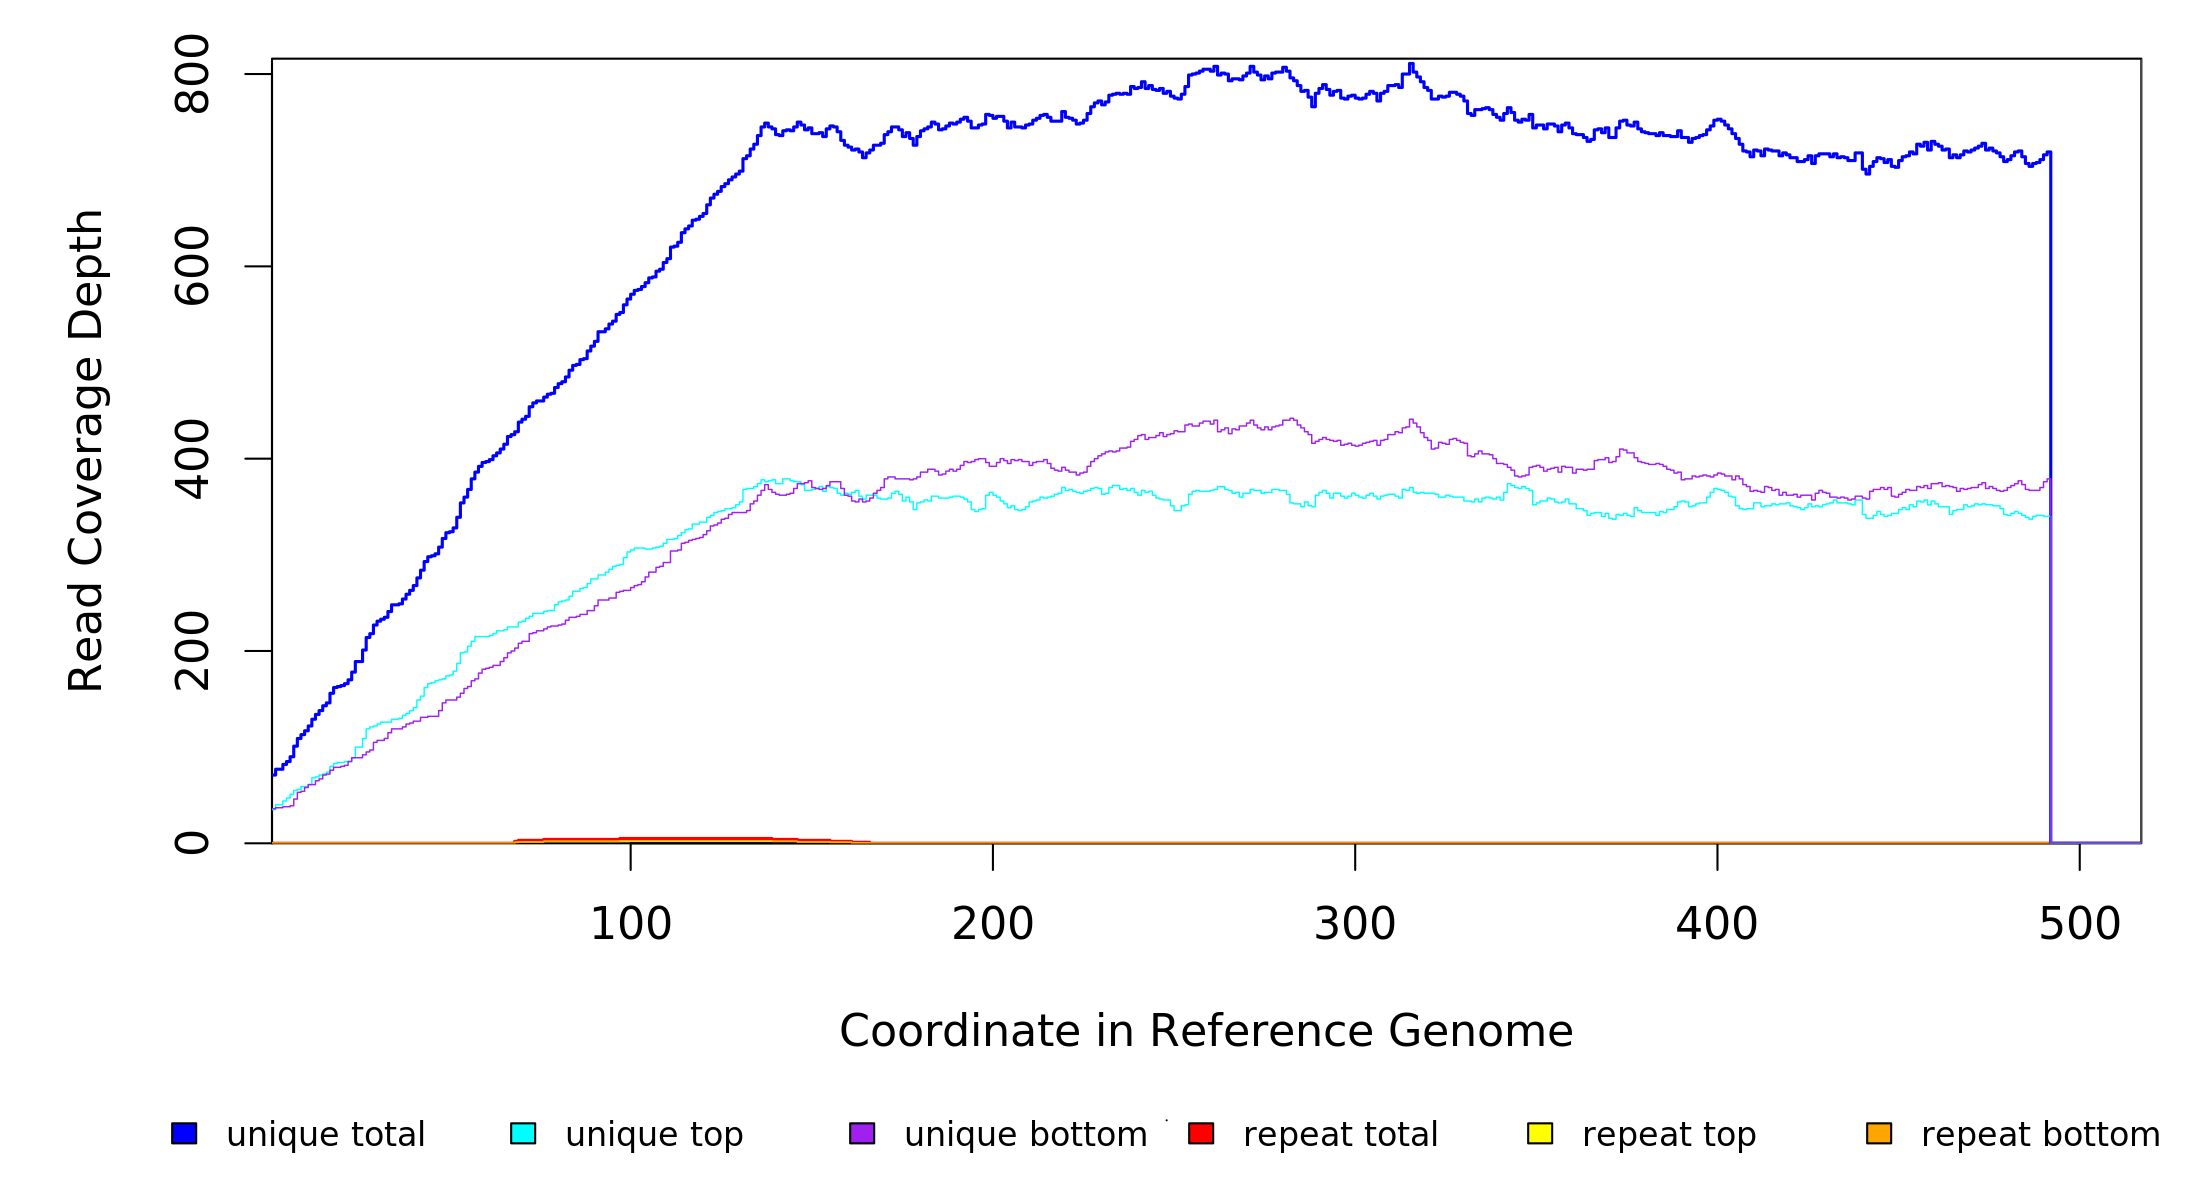 800
600
400
200
0
Read Coverage Depth
100 200 300 400 500
Coordinate in Reference Genome
unique total unique top unique bottom repeat total repeat top repeat bottom